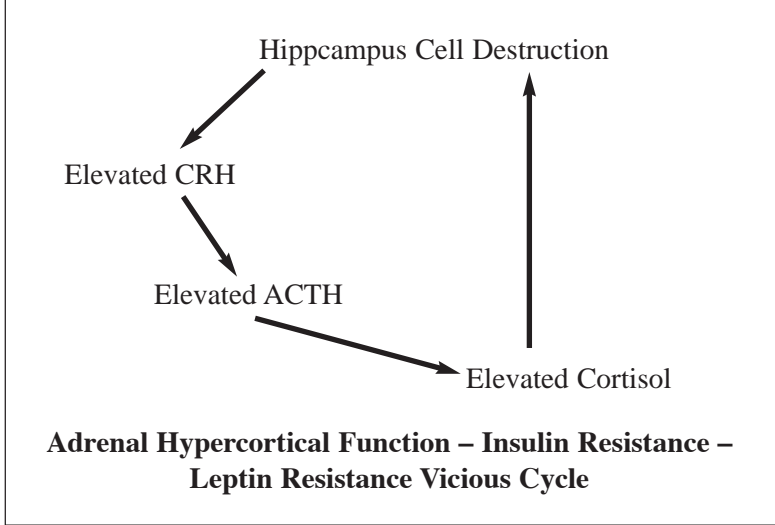 Hippcampus Cell Destruction
Elevated CRH
Elevated ACTH
Elevated Cortisol
Adrenal Hypercortical Function – Insulin Resistance –
Leptin Resistance Vicious Cycle